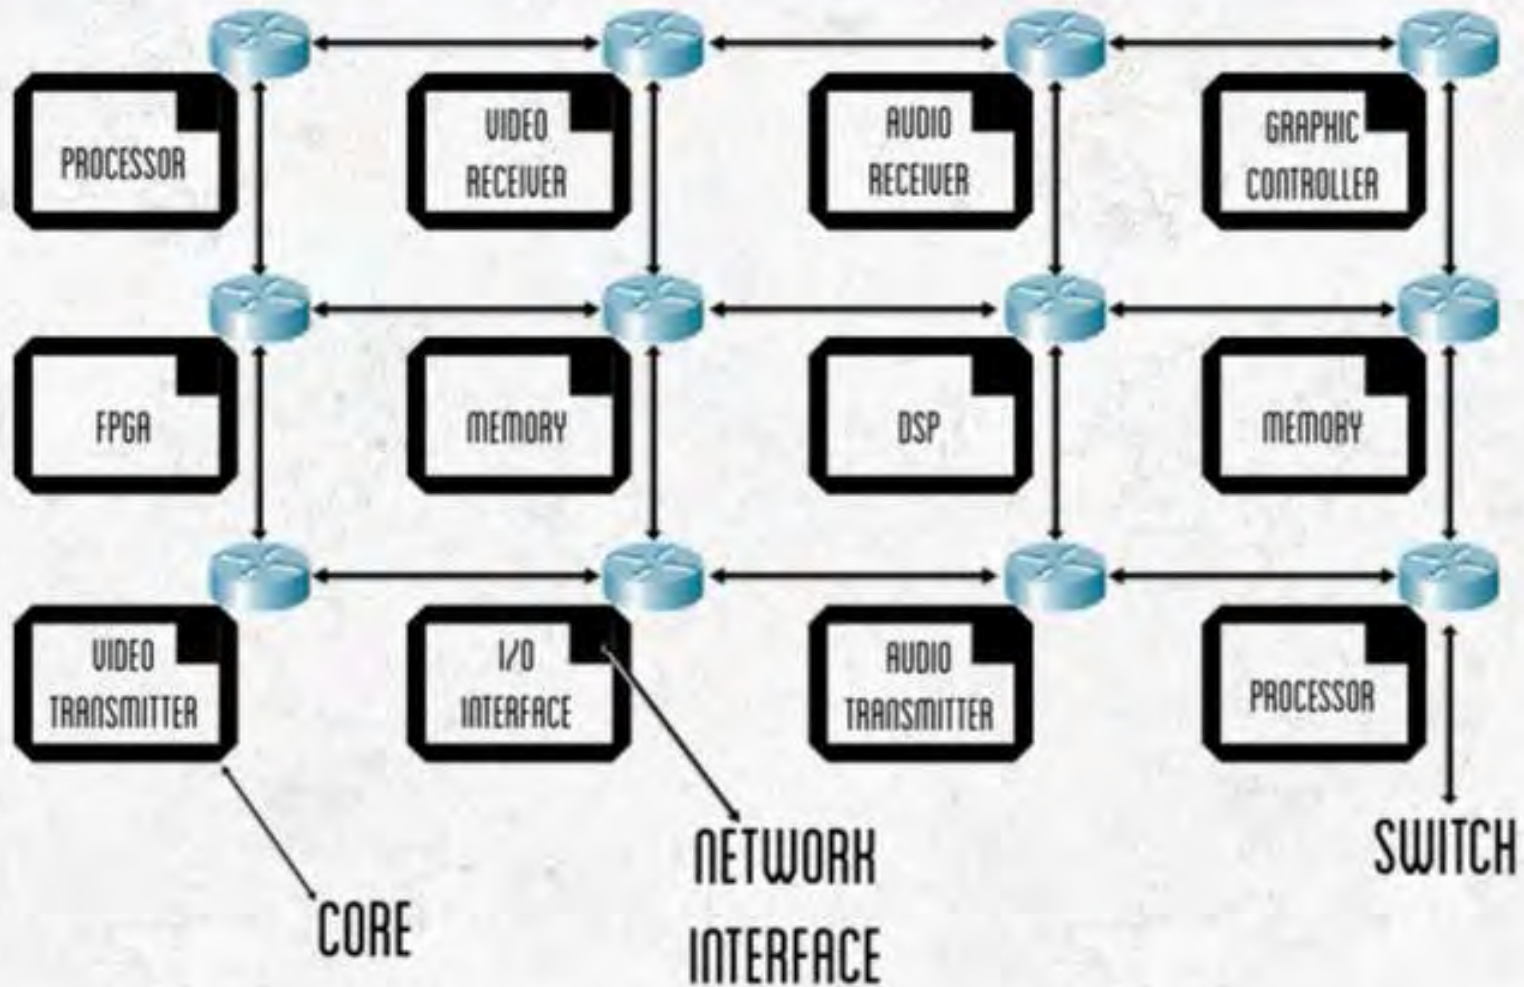 PROCESSOR
VIDEO
RECEIVER
AUDIO
RECEIVER
GRAPHIC
CONTROLLER
FPGA
MEMORY
DSP
MEMORY
VIDEO
TRANSMITTER
I/O
INTERFACE
AUDIO
TRANSMITTER
PROCESSOR
CORE
NETWORK
INTERFACE
SWITCH